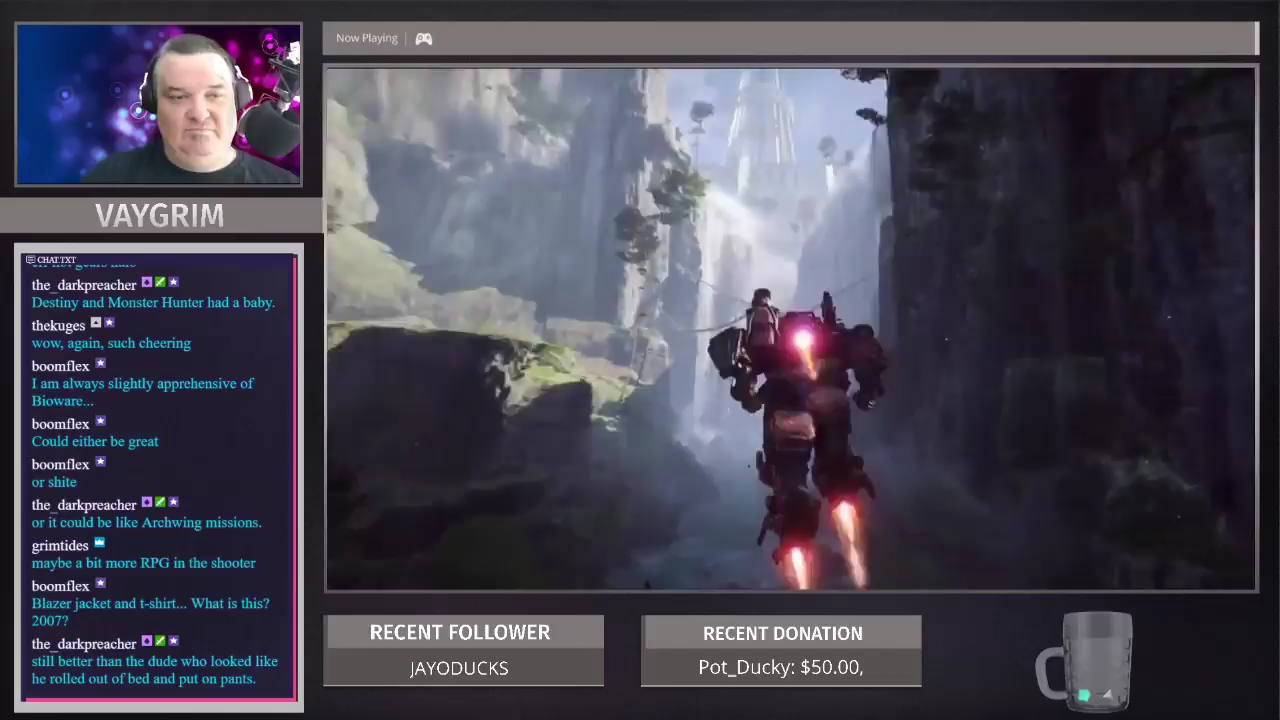 Now Playing
VAYGRIM
CHAT.TXT
the_darkpreacher
Destiny and Monster Hunter had a baby.
thekuges
wow, again, such cheering
boomflex
I am always slightly apprehensive of
Bioware...
boomflex
Could either be great
boomflex
or shite
the_darkpreacher
or it could be like Archwing missions.
grimtides
maybe a bit more RPG in the shooter
boomflex
Blazer jacket and t-shirt... What is this?
2007?
the_darkpreacher
still better than the dude who looked like
he rolled out of bed and put on pants.
RECENT FOLLOWER
JAYODUCKS
RECENT DONATION
Pot_Ducky: $50.00,